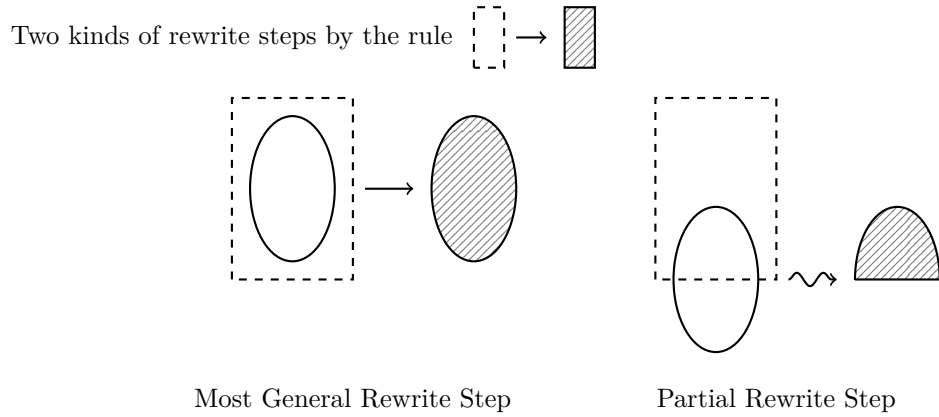 Two kinds of rewrite steps by the rule
Most General Rewrite Step
Partial Rewrite Step